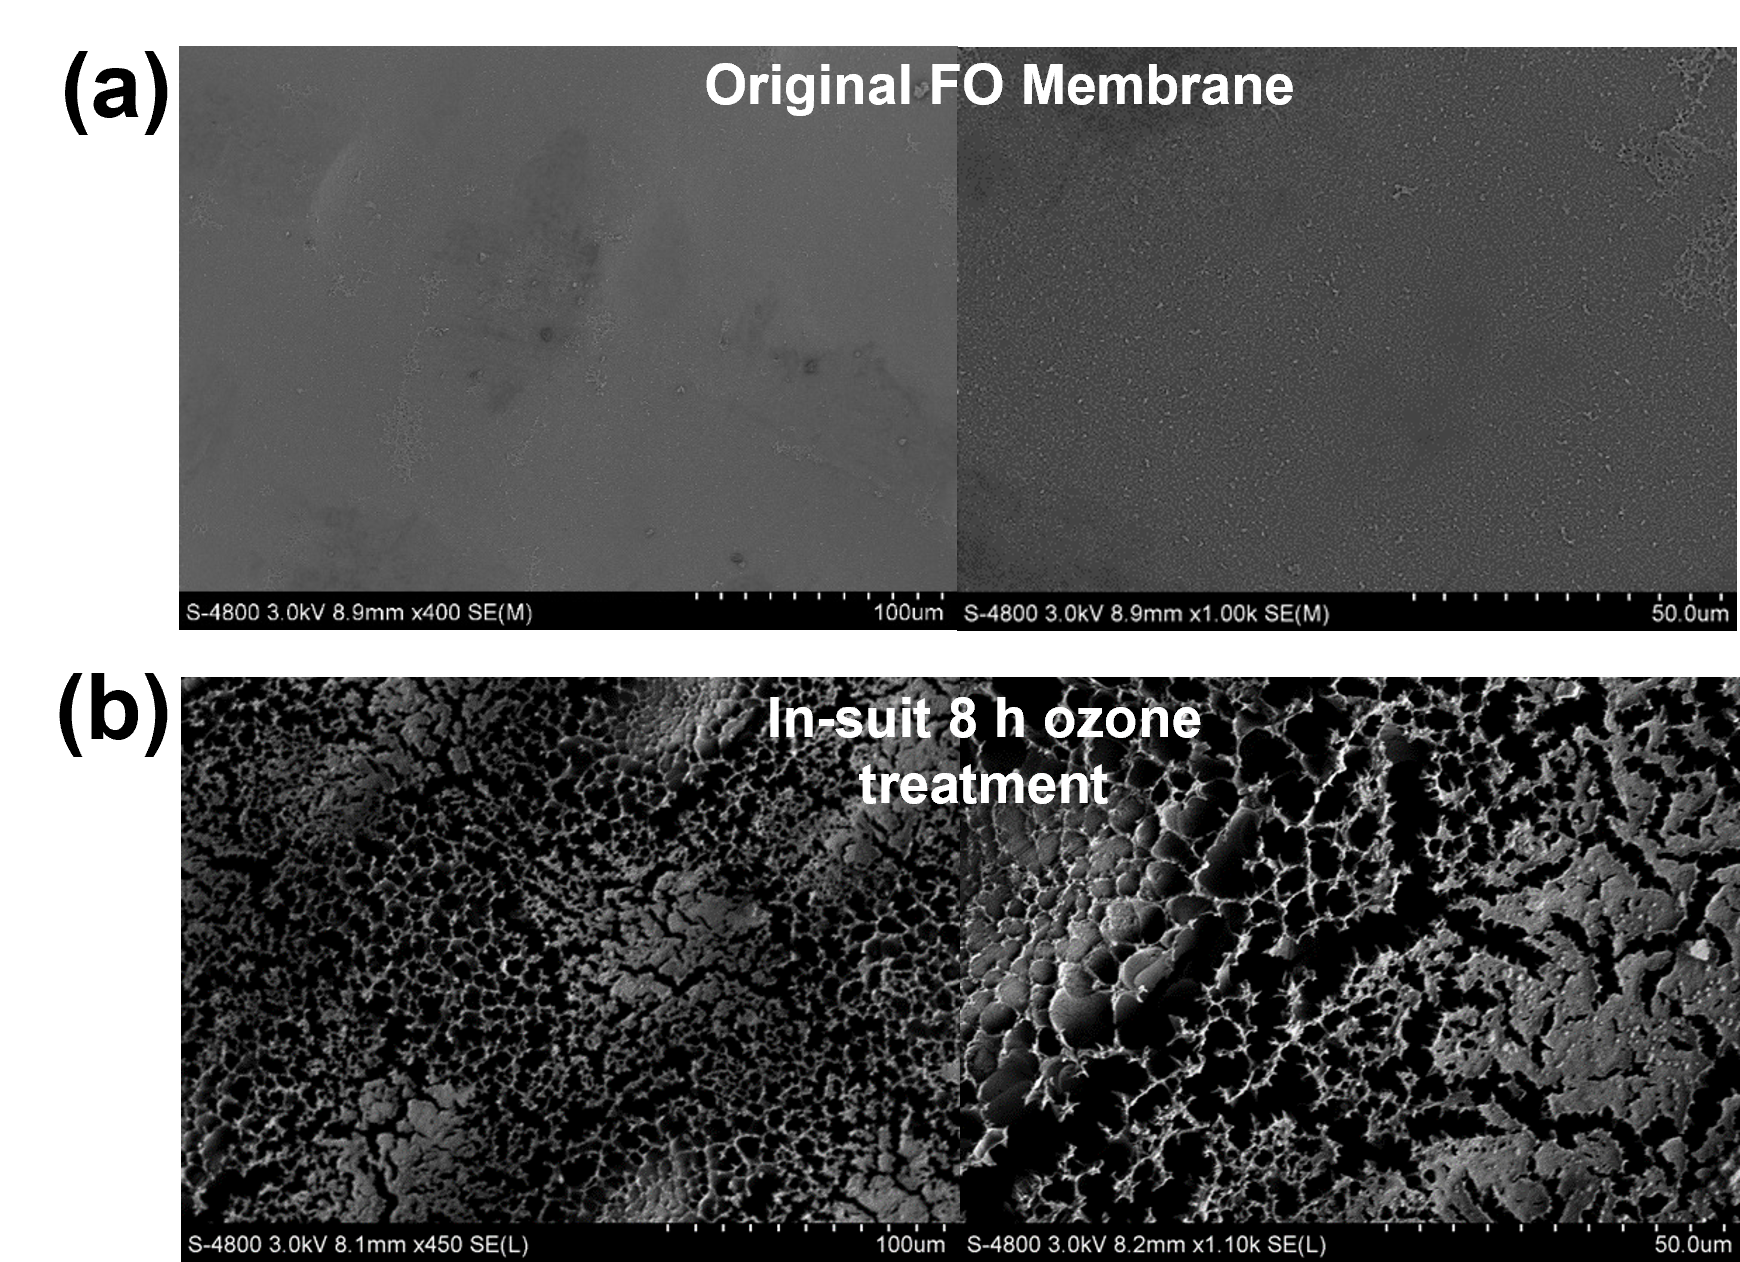 (a)
Original FO Membrane
S-4800 3.0kV 8.9mm x400 SE(M) 100um
S-4800 3.0kV 8.9mm x1.00k SE(M) 50.0um
(b)
In-suit 8 h ozone
treatment
S-4800 3.0kV 8.1mm x450 SE(L) 100um
S-4800 3.0kV 8.2mm x1.10k SE(L) 50.0um